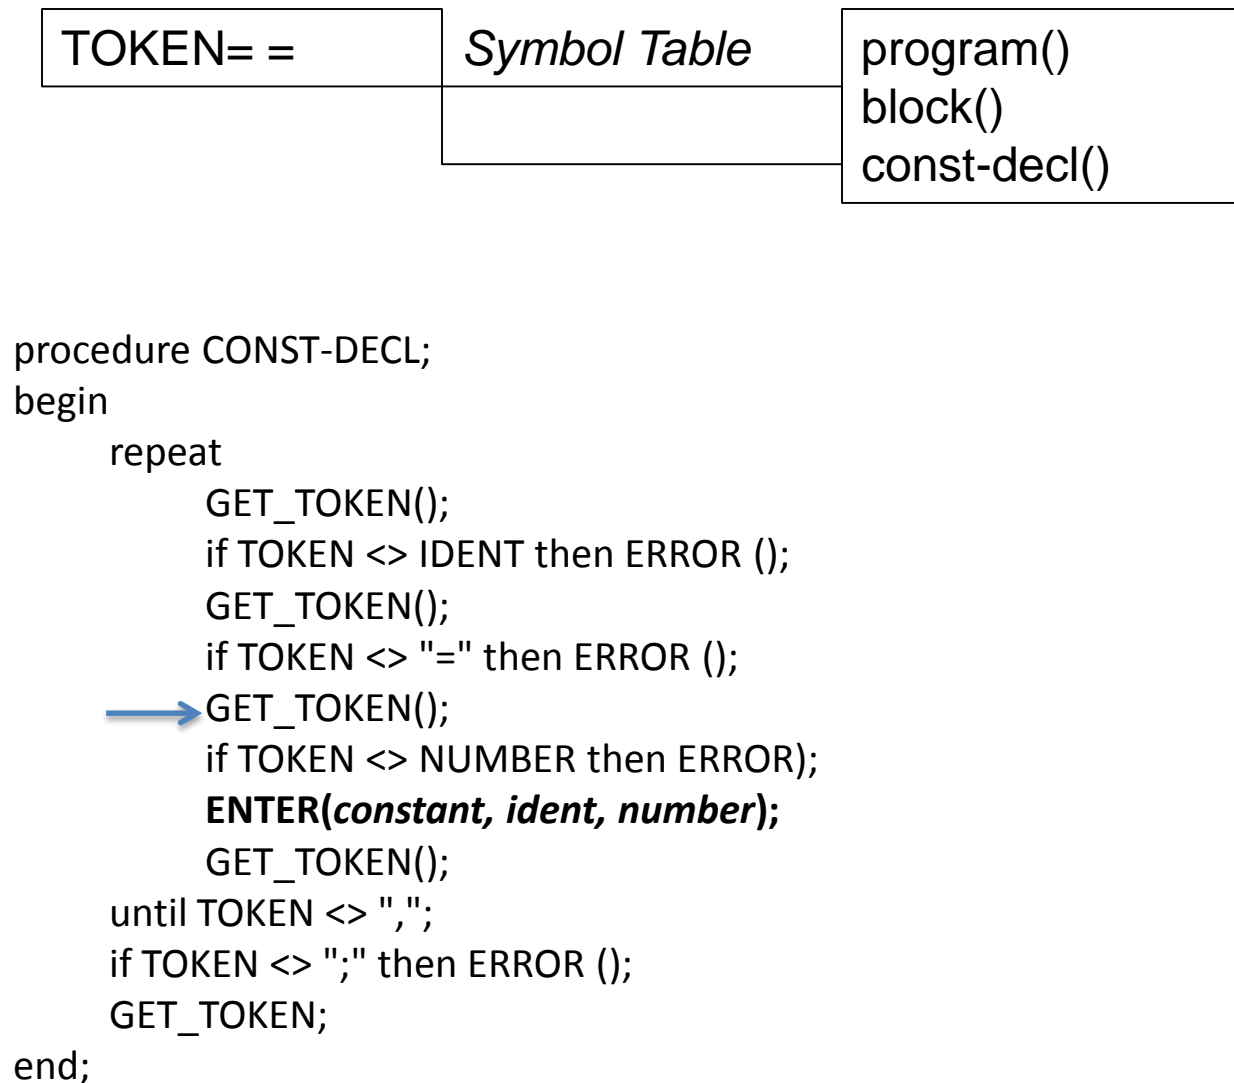 TOKEN= =
Symbol Table
program()
block()
const-decl()
procedure CONST-DECL;
begin
repeat
GET_TOKEN();
if TOKEN <> IDENT then ERROR ();
GET_TOKEN();
if TOKEN <> "=" then ERROR ();
GET_TOKEN();
if TOKEN <> NUMBER then ERROR);
ENTER(constant, ident, number);
GET_TOKEN();
until TOKEN <> ",";
if TOKEN <> ";" then ERROR ();
GET_TOKEN;
end;